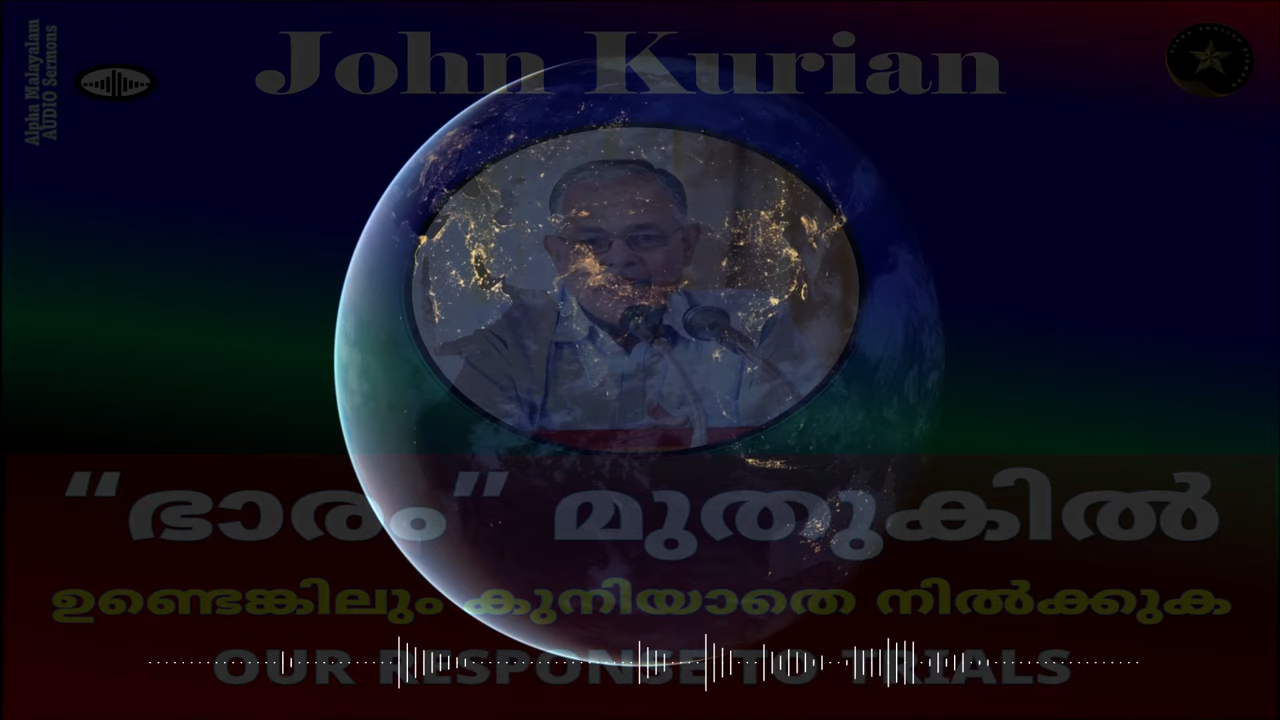 John Kurian
Alpha Malayalam
AUDIO Sermons
“ഭാരം” മുതുകിൽ
ഉണ്ടെങ്കിലും കുനിയാതെ നിൽക്കുക
OUR RESPONSE TO TRIALS